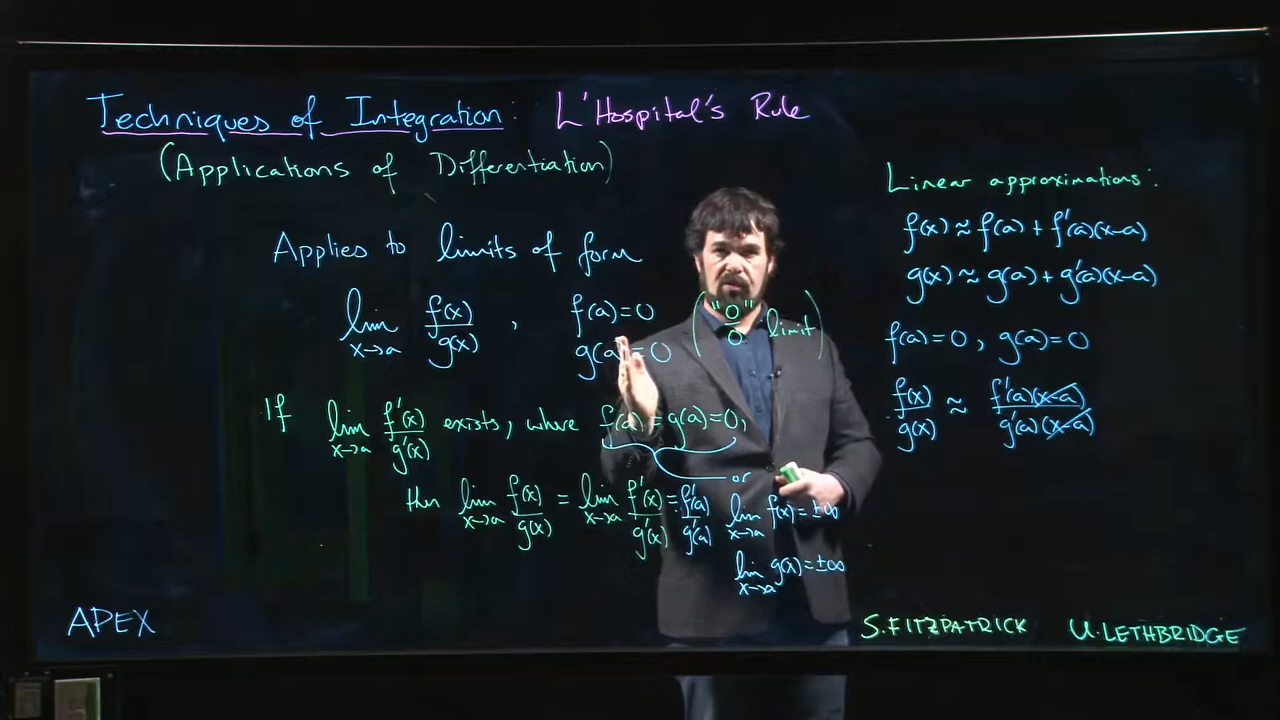 Techniques of Integration: L'Hospital's Rule
(Applications of Differentiation)
Applies to limits of form
lim x→a f(x)/g(x), f(a)=0
g(a)=0 ("0"/0 limit)
If lim x→a f'(x)/g'(x) exists, where f(a)=g(a)=0,
or
then lim x→a f(x)/g(x) = lim x→a f'(x)/g'(x) = f'(a)/g'(a)
lim x→a f(x)=±∞
lim x→a g(x)=±∞
Linear approximations:
f(x)≈f(a)+f'(a)(x-a)
g(x)≈g(a)+g'(a)(x-a)
f(a)=0, g(a)=0
f(x)/g(x) ≈ f'(a)(x-a)/g'(a)(x-a)
APEX
S.FITZPATRICK U.LETHBRIDGE